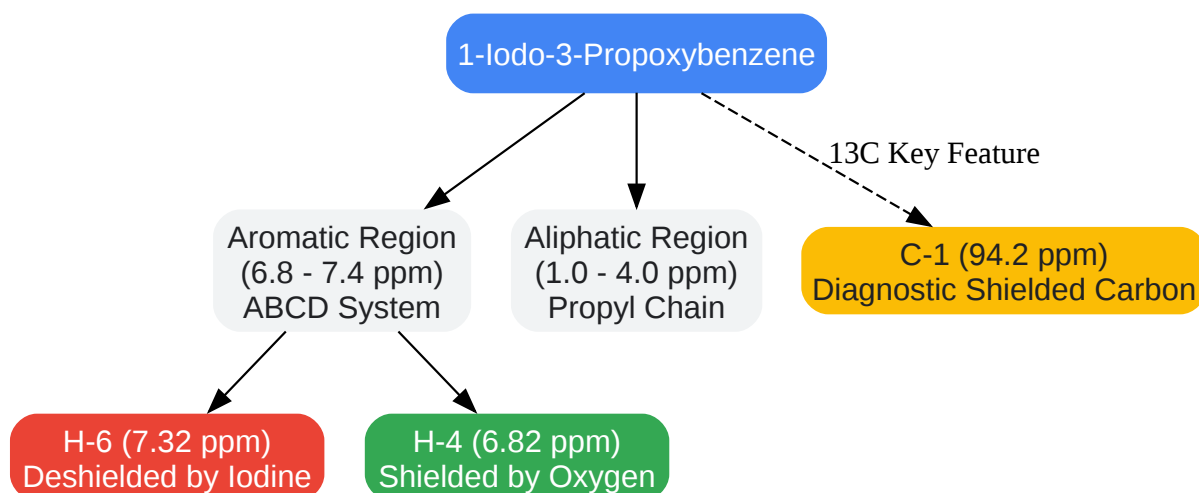 1-Iodo-3-Propoxybenzene
13C Key Feature
Aromatic Region
(6.8 - 7.4 ppm)
ABCD System
Aliphatic Region
(1.0 - 4.0 ppm)
Propyl Chain
C-1 (94.2 ppm)
Diagnostic Shielded Carbon
H-6 (7.32 ppm)
Deshielded by Iodine
H-4 (6.82 ppm)
Shielded by Oxygen